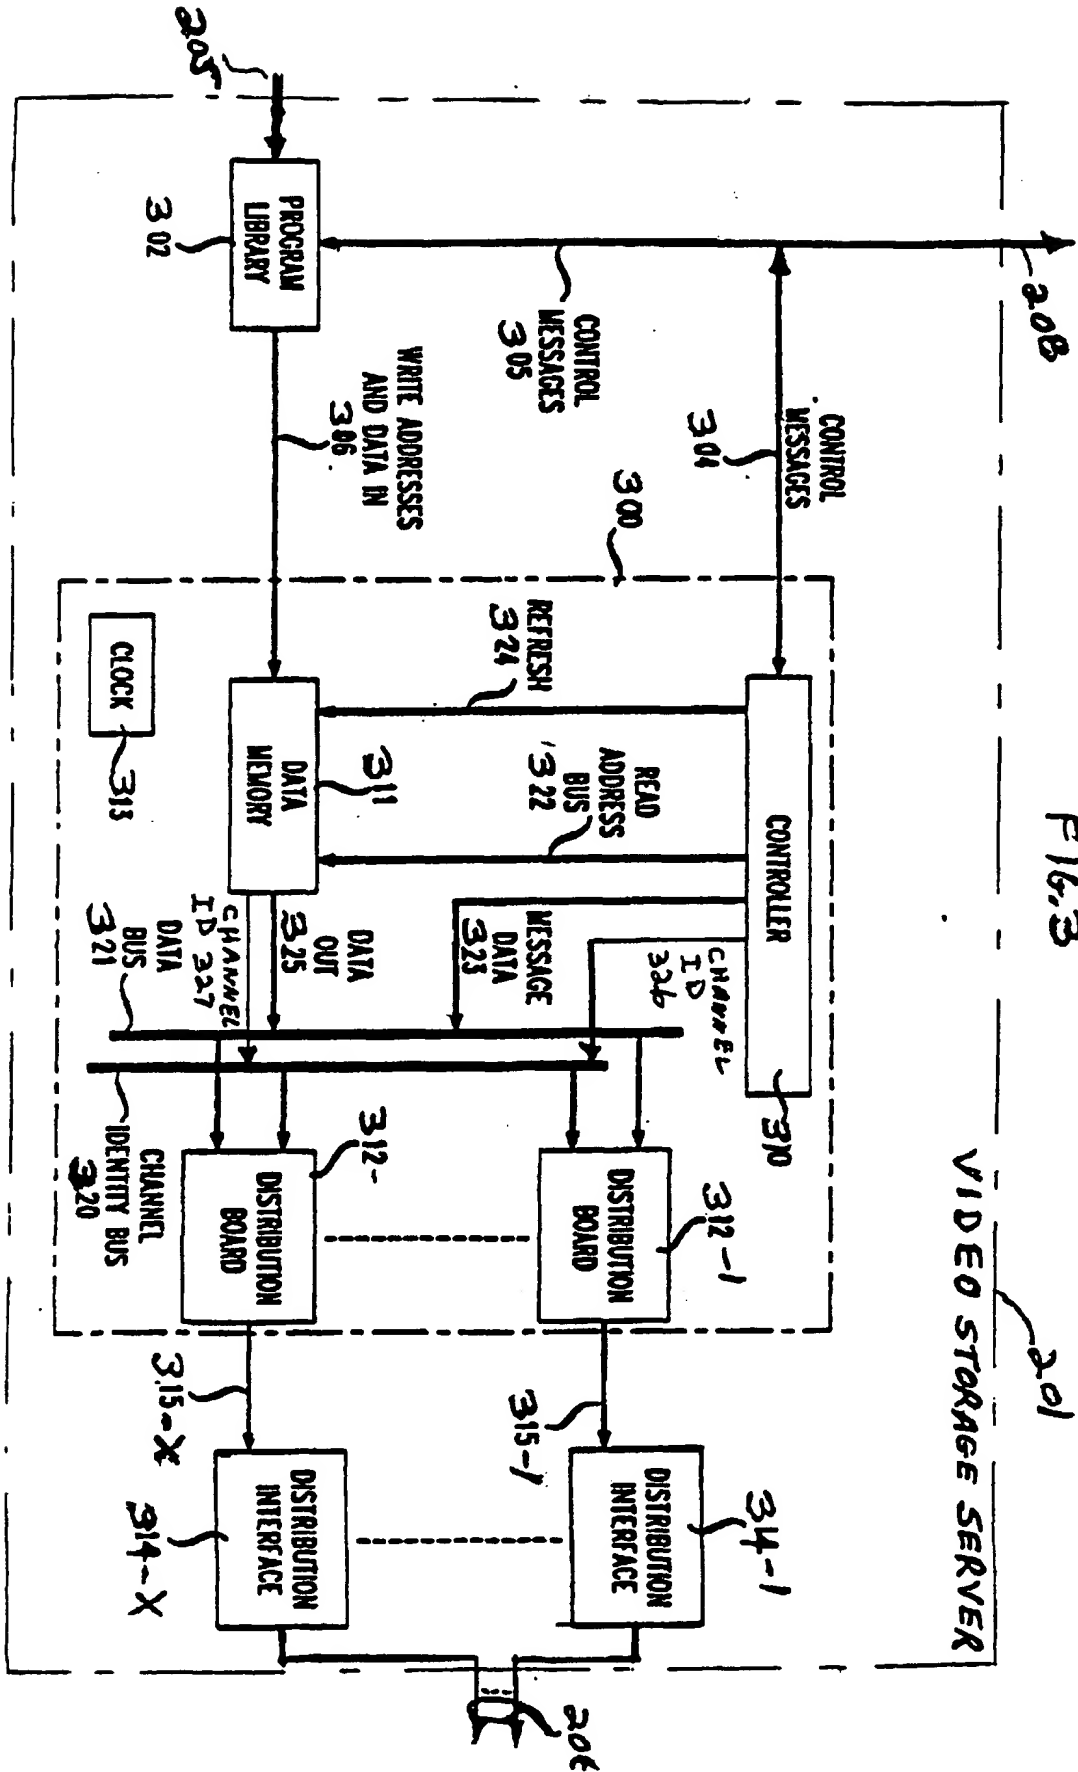 FIG.3
201
VIDEO STORAGE SERVER
208
CONTROL
MESSAGES
304
CONTROL
MESSAGES
305
300
CONTROLLER
310
205
PROGRAM
LIBRARY
302
WRITE ADDRESSES
AND DATA IN
306
REFRESH
324
READ
ADDRESS
BUS
322
MESSAGE
DATA
323
CHANNEL
ID
326
311
DATA
MEMORY
CLOCK
313
DATA
OUT
325
CHANNEL
ID 327
DATA
BUS
321
CHANNEL
IDENTITY BUS
320
312-1
DISTRIBUTION
BOARD
312-
DISTRIBUTION
BOARD
315-1
315-X
314-1
DISTRIBUTION
INTERFACE
DISTRIBUTION
INTERFACE
314-X